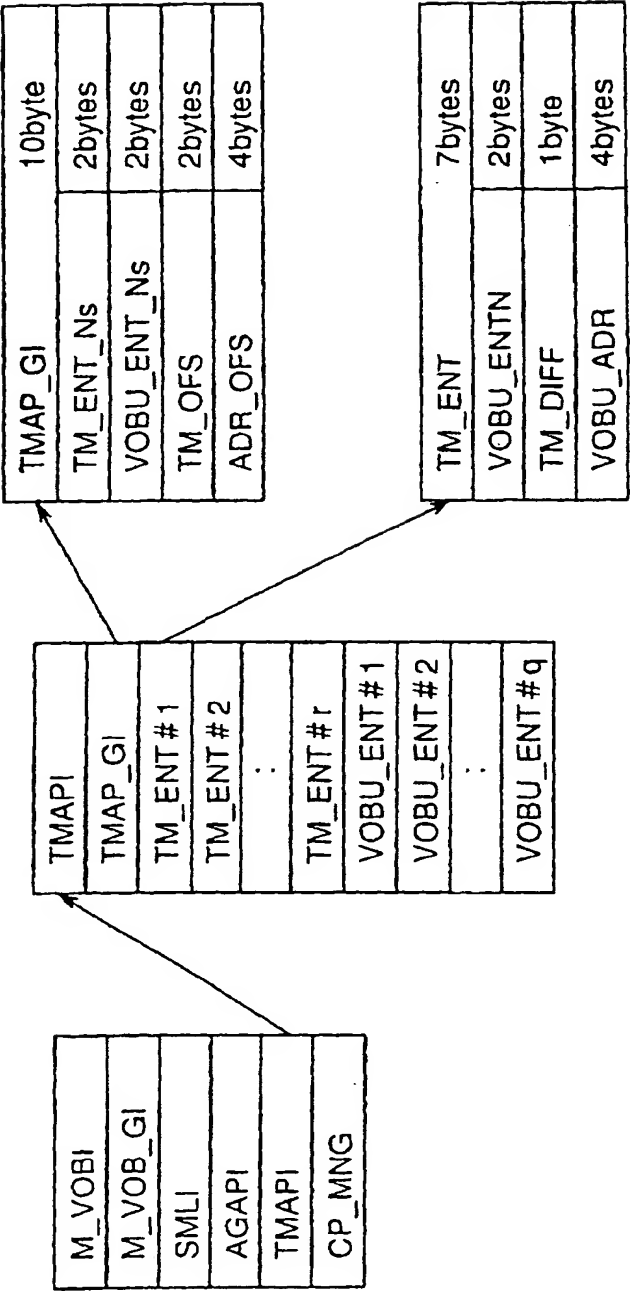 M_VOBI
M_VOB_GI
SMLI
AGAPI
TMAPI
CP_MNG
TMAPI
TMAP_GI
TM_ENT#1
TM_ENT#2
:
TM_ENT#r
VOBU_ENT#1
VOBU_ENT#2
:
VOBU_ENT#q
TMAP_GI 10byte
TM_ENT_Ns 2bytes
VOBU_ENT_Ns 2bytes
TM_OFS 2bytes
ADR_OFS 4bytes
TM_ENT 7bytes
VOBU_ENTN 2bytes
TM_DIFF 1byte
VOBU_ADR 4bytes